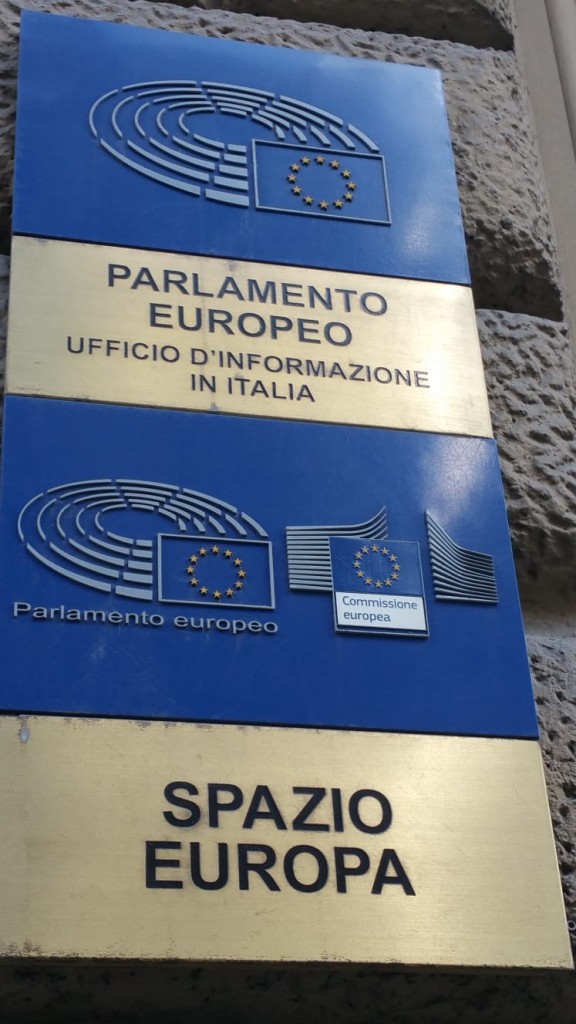 PARLAMENTO
EUROPEO
UFFICIO D'INFORMAZIONE
IN ITALIA
Parlamento europeo
Commissione
europea
SPAZIO
EUROPA